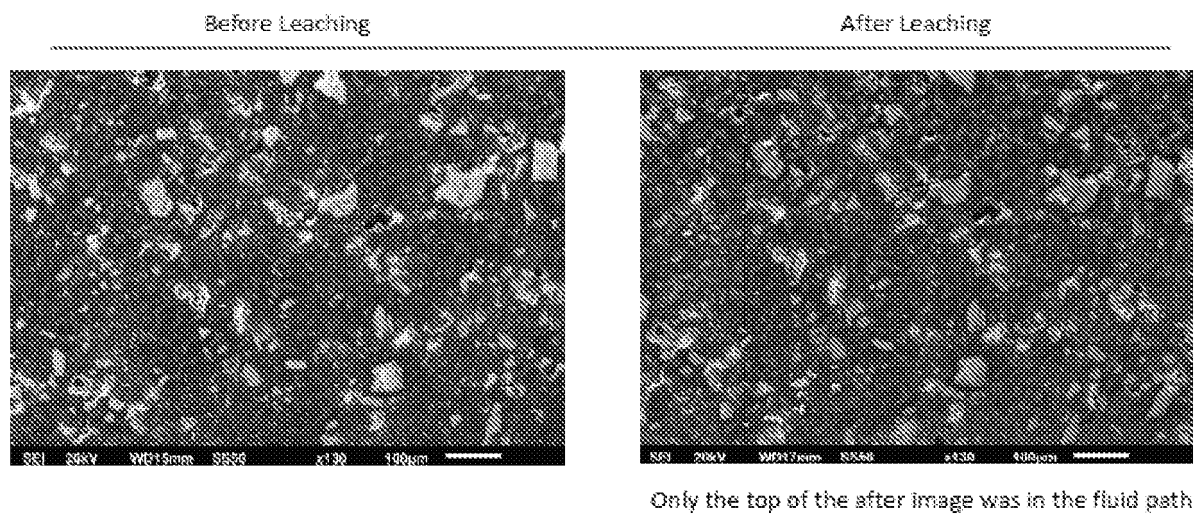 Before Leaching
After Leaching
SEI 20kV WD15mm SS50 x130 100µm
SEI 20kV WD17mm SS50 x130 100µm
Only the top of the after image was in the fluid path